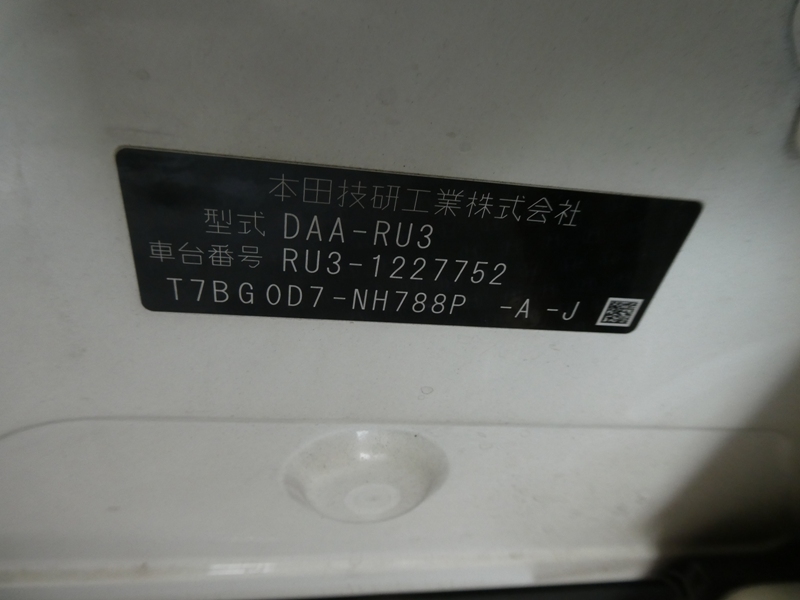 本田技研工業株式会社
型式 DAA-RU3
車台番号 RU3-1227752
T7BG0D7-NH788P -A -J